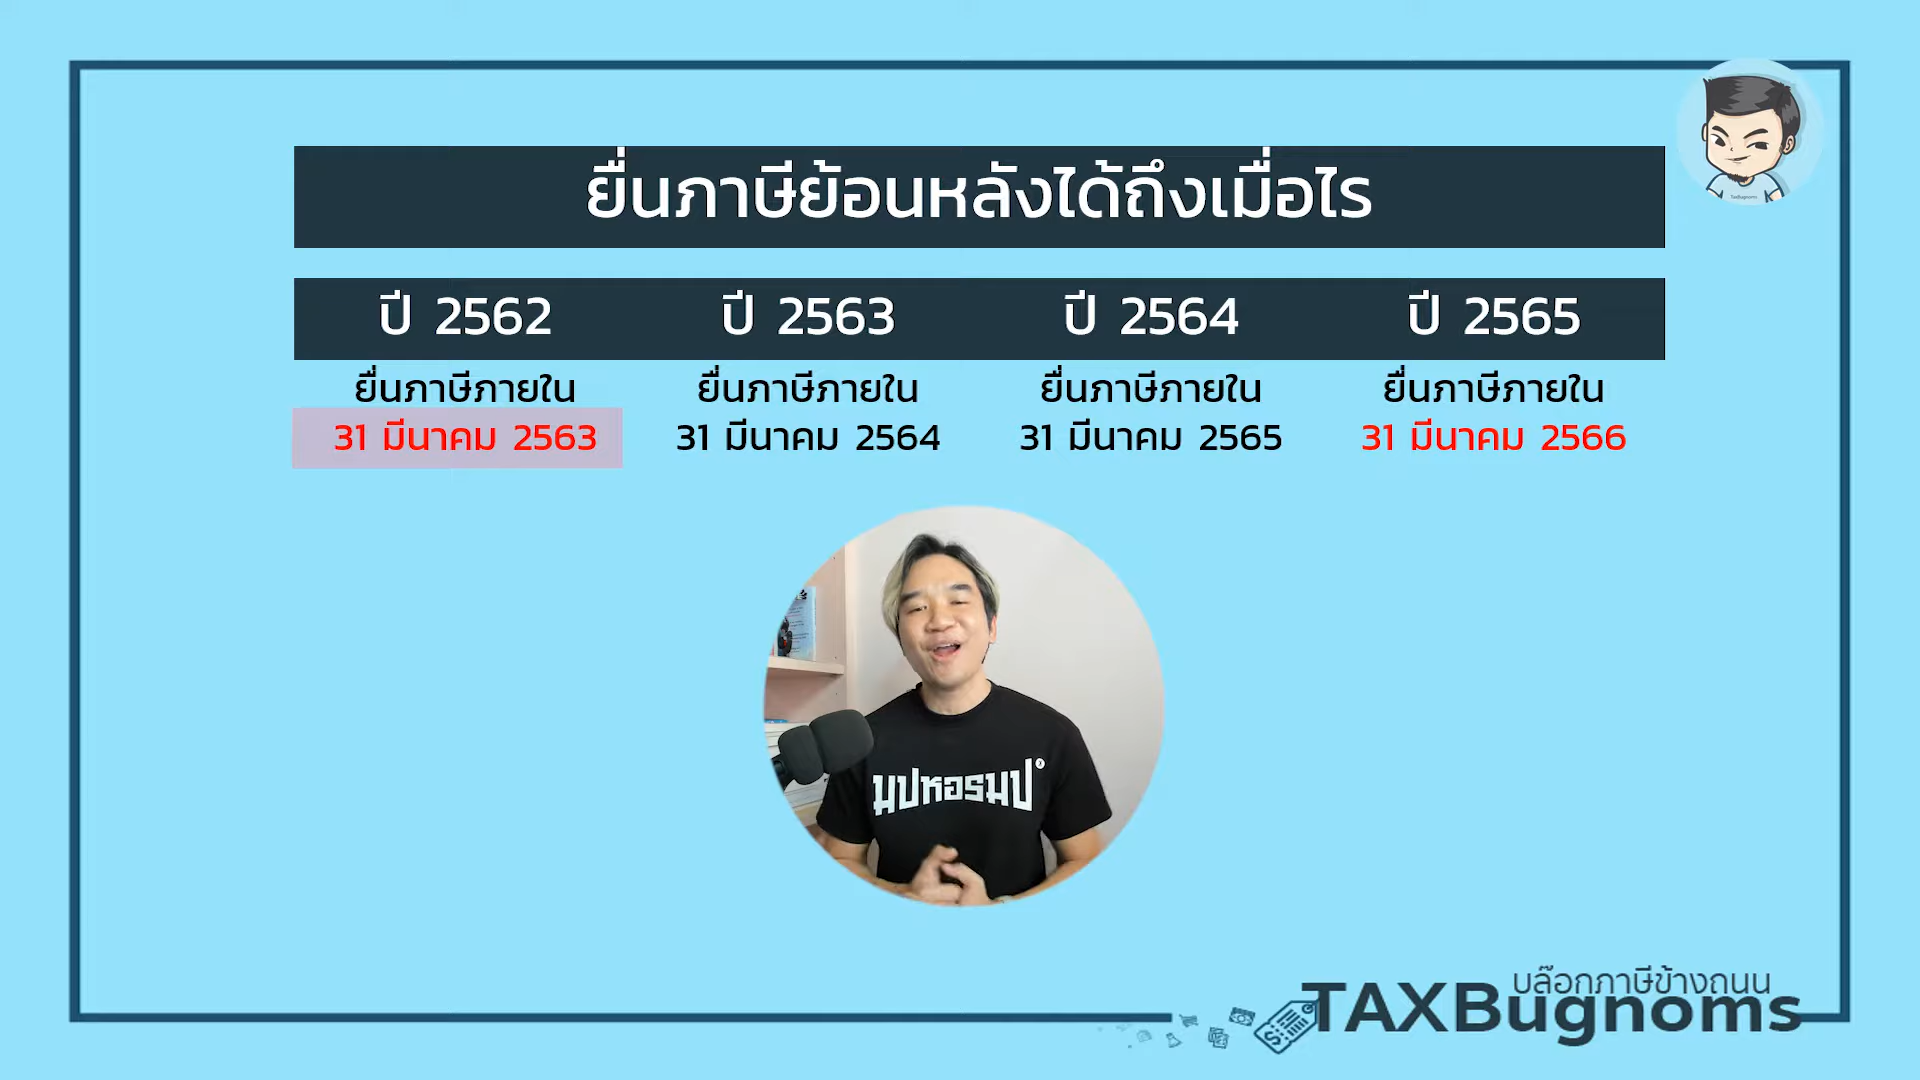 ยื่นภาษีย้อนหลังได้ถึงเมื่อไร
ปี 2562 ปี 2563 ปี 2564 ปี 2565
ยื่นภาษีภายใน ยื่นภาษีภายใน ยื่นภาษีภายใน ยื่นภาษีภายใน
31 มีนาคม 2563 31 มีนาคม 2564 31 มีนาคม 2565 31 มีนาคม 2566
มปหอรมป
บล๊อกภาษีข้างถนน
TAXBugnoms